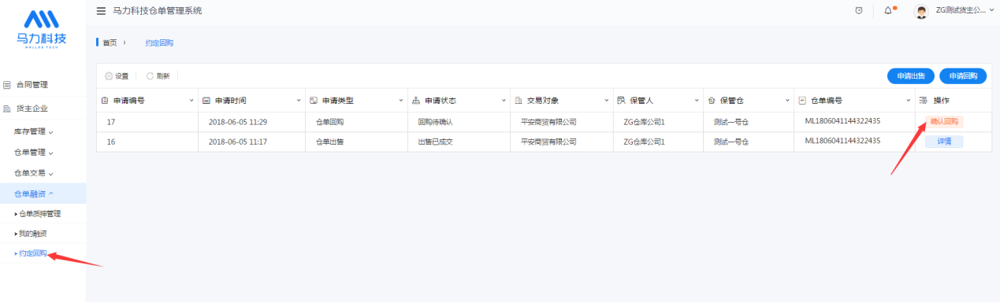 马力科技
MALLEE TECH
合同管理
货主企业
库存管理
仓单管理
仓单交易
仓单融资
仓单质押管理
我的融资
约定回购
马力科技仓单管理系统
ZG测试货主公...
首页 › 约定回购
设置 刷新 申请出售 申请回购
申请编号 申请时间 申请类型 申请状态 交易对象 保管人 保管仓 仓单编号 操作
17 2018-06-05 11:29 仓单回购 回购待确认 平安商贸有限公司 ZG仓库公司1 测试一号仓 ML1806041144322435 确认回购
16 2018-06-05 11:17 仓单出售 出售已成交 平安商贸有限公司 ZG仓库公司1 测试一号仓 ML1806041144322435 详情